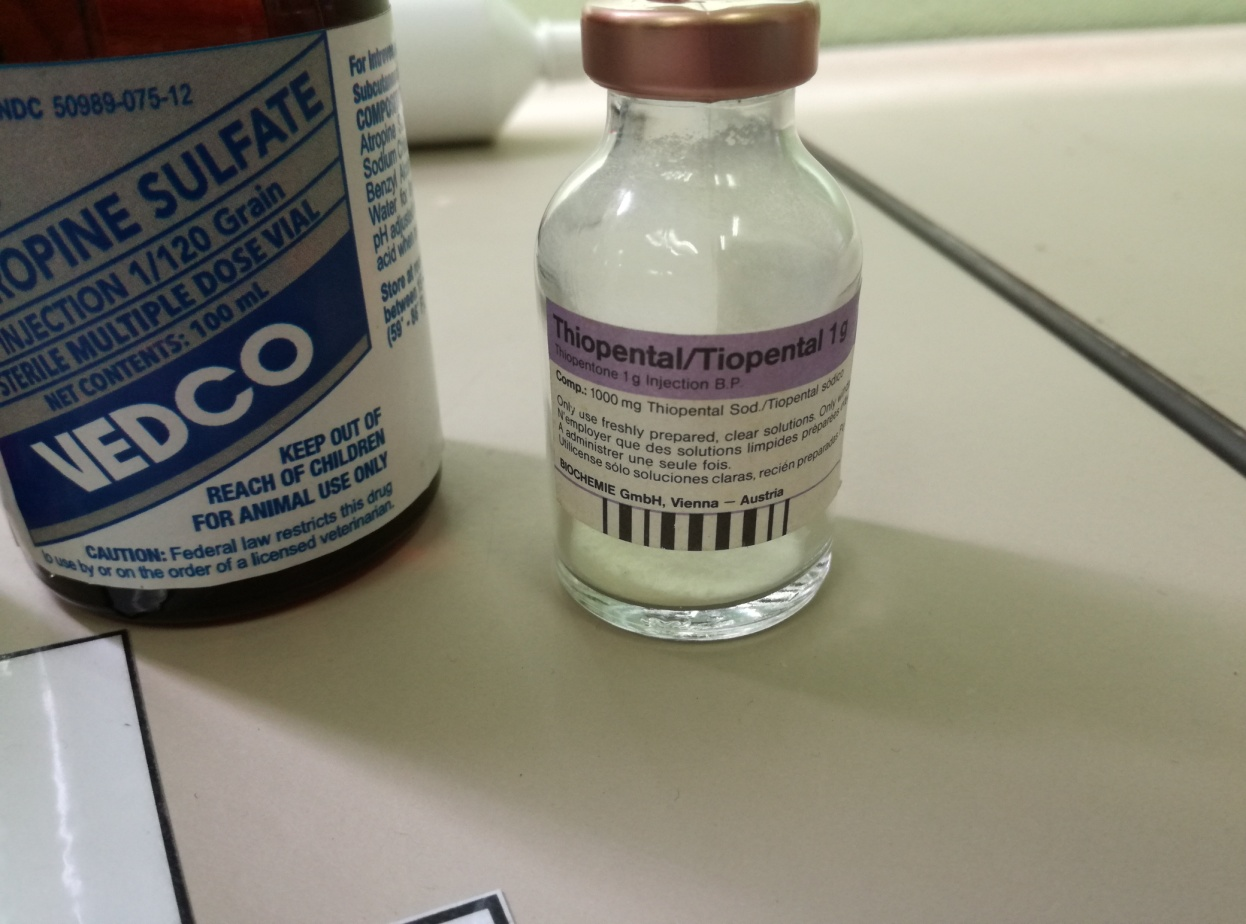 NDC 50989-075-12
SULFATE
INJECTION 1/120 Grain
STERILE MULTIPLE DOSE VIAL
NET CONTENTS: 100 mL
VEDCO
KEEP OUT OF
REACH OF CHILDREN
FOR ANIMAL USE ONLY
CAUTION: Federal law restricts this drug
to use by or on the order of a licensed veterinarian.
For
COMPO
Atropine
Sodium
Benzyl
Water for
pH
acid
Store at
between
(59°
Thiopental/Tiopental 1g
Thiopentone 1g Injection B.P.
Comp.: 1000 mg Thiopental Sod./Tiopental sódico
Only use freshly prepared, clear solutions. Only
N'employer que des solutions limpides préparées
A administrer une seule fois.
Utilícense sólo soluciones claras, recién preparadas
BIOCHEMIE GmbH, Vienna — Austria